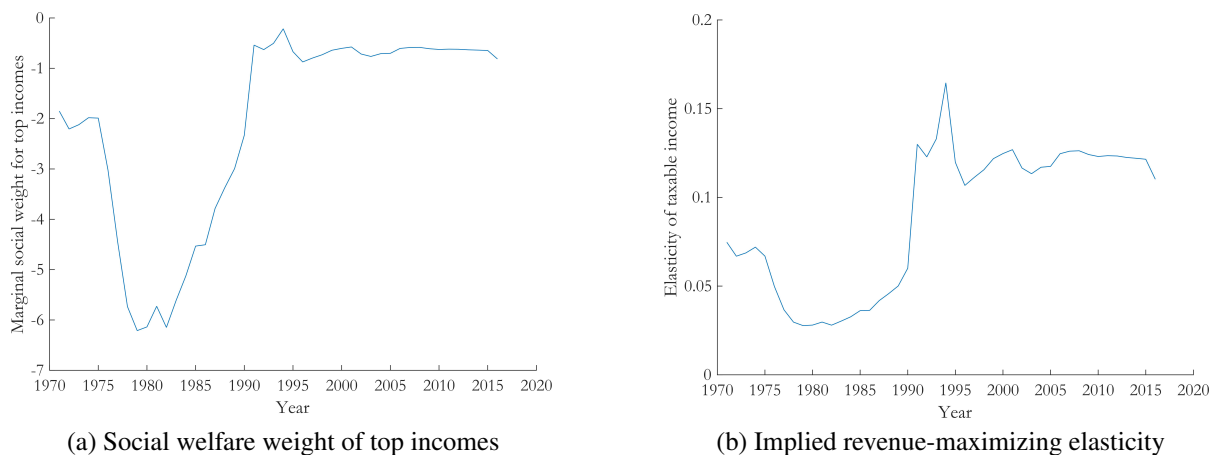 0
-1
-2
-3
-4
-5
-6
-7
Marginal social weight for top incomes
1970 1975 1980 1985 1990 1995 2000 2005 2010 2015 2020
Year
(a) Social welfare weight of top incomes
0.2
0.15
0.1
0.05
0
Elasticity of taxable income
1970 1975 1980 1985 1990 1995 2000 2005 2010 2015 2020
Year
(b) Implied revenue-maximizing elasticity